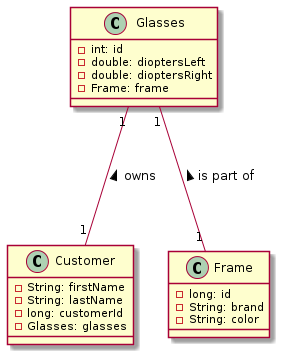 C Glasses
int: id
double: dioptersLeft
double: dioptersRight
Frame: frame
1 1
owns
is part of
1 1
C Customer
String: firstName
String: lastName
long: customerId
Glasses: glasses
C Frame
long: id
String: brand
String: color